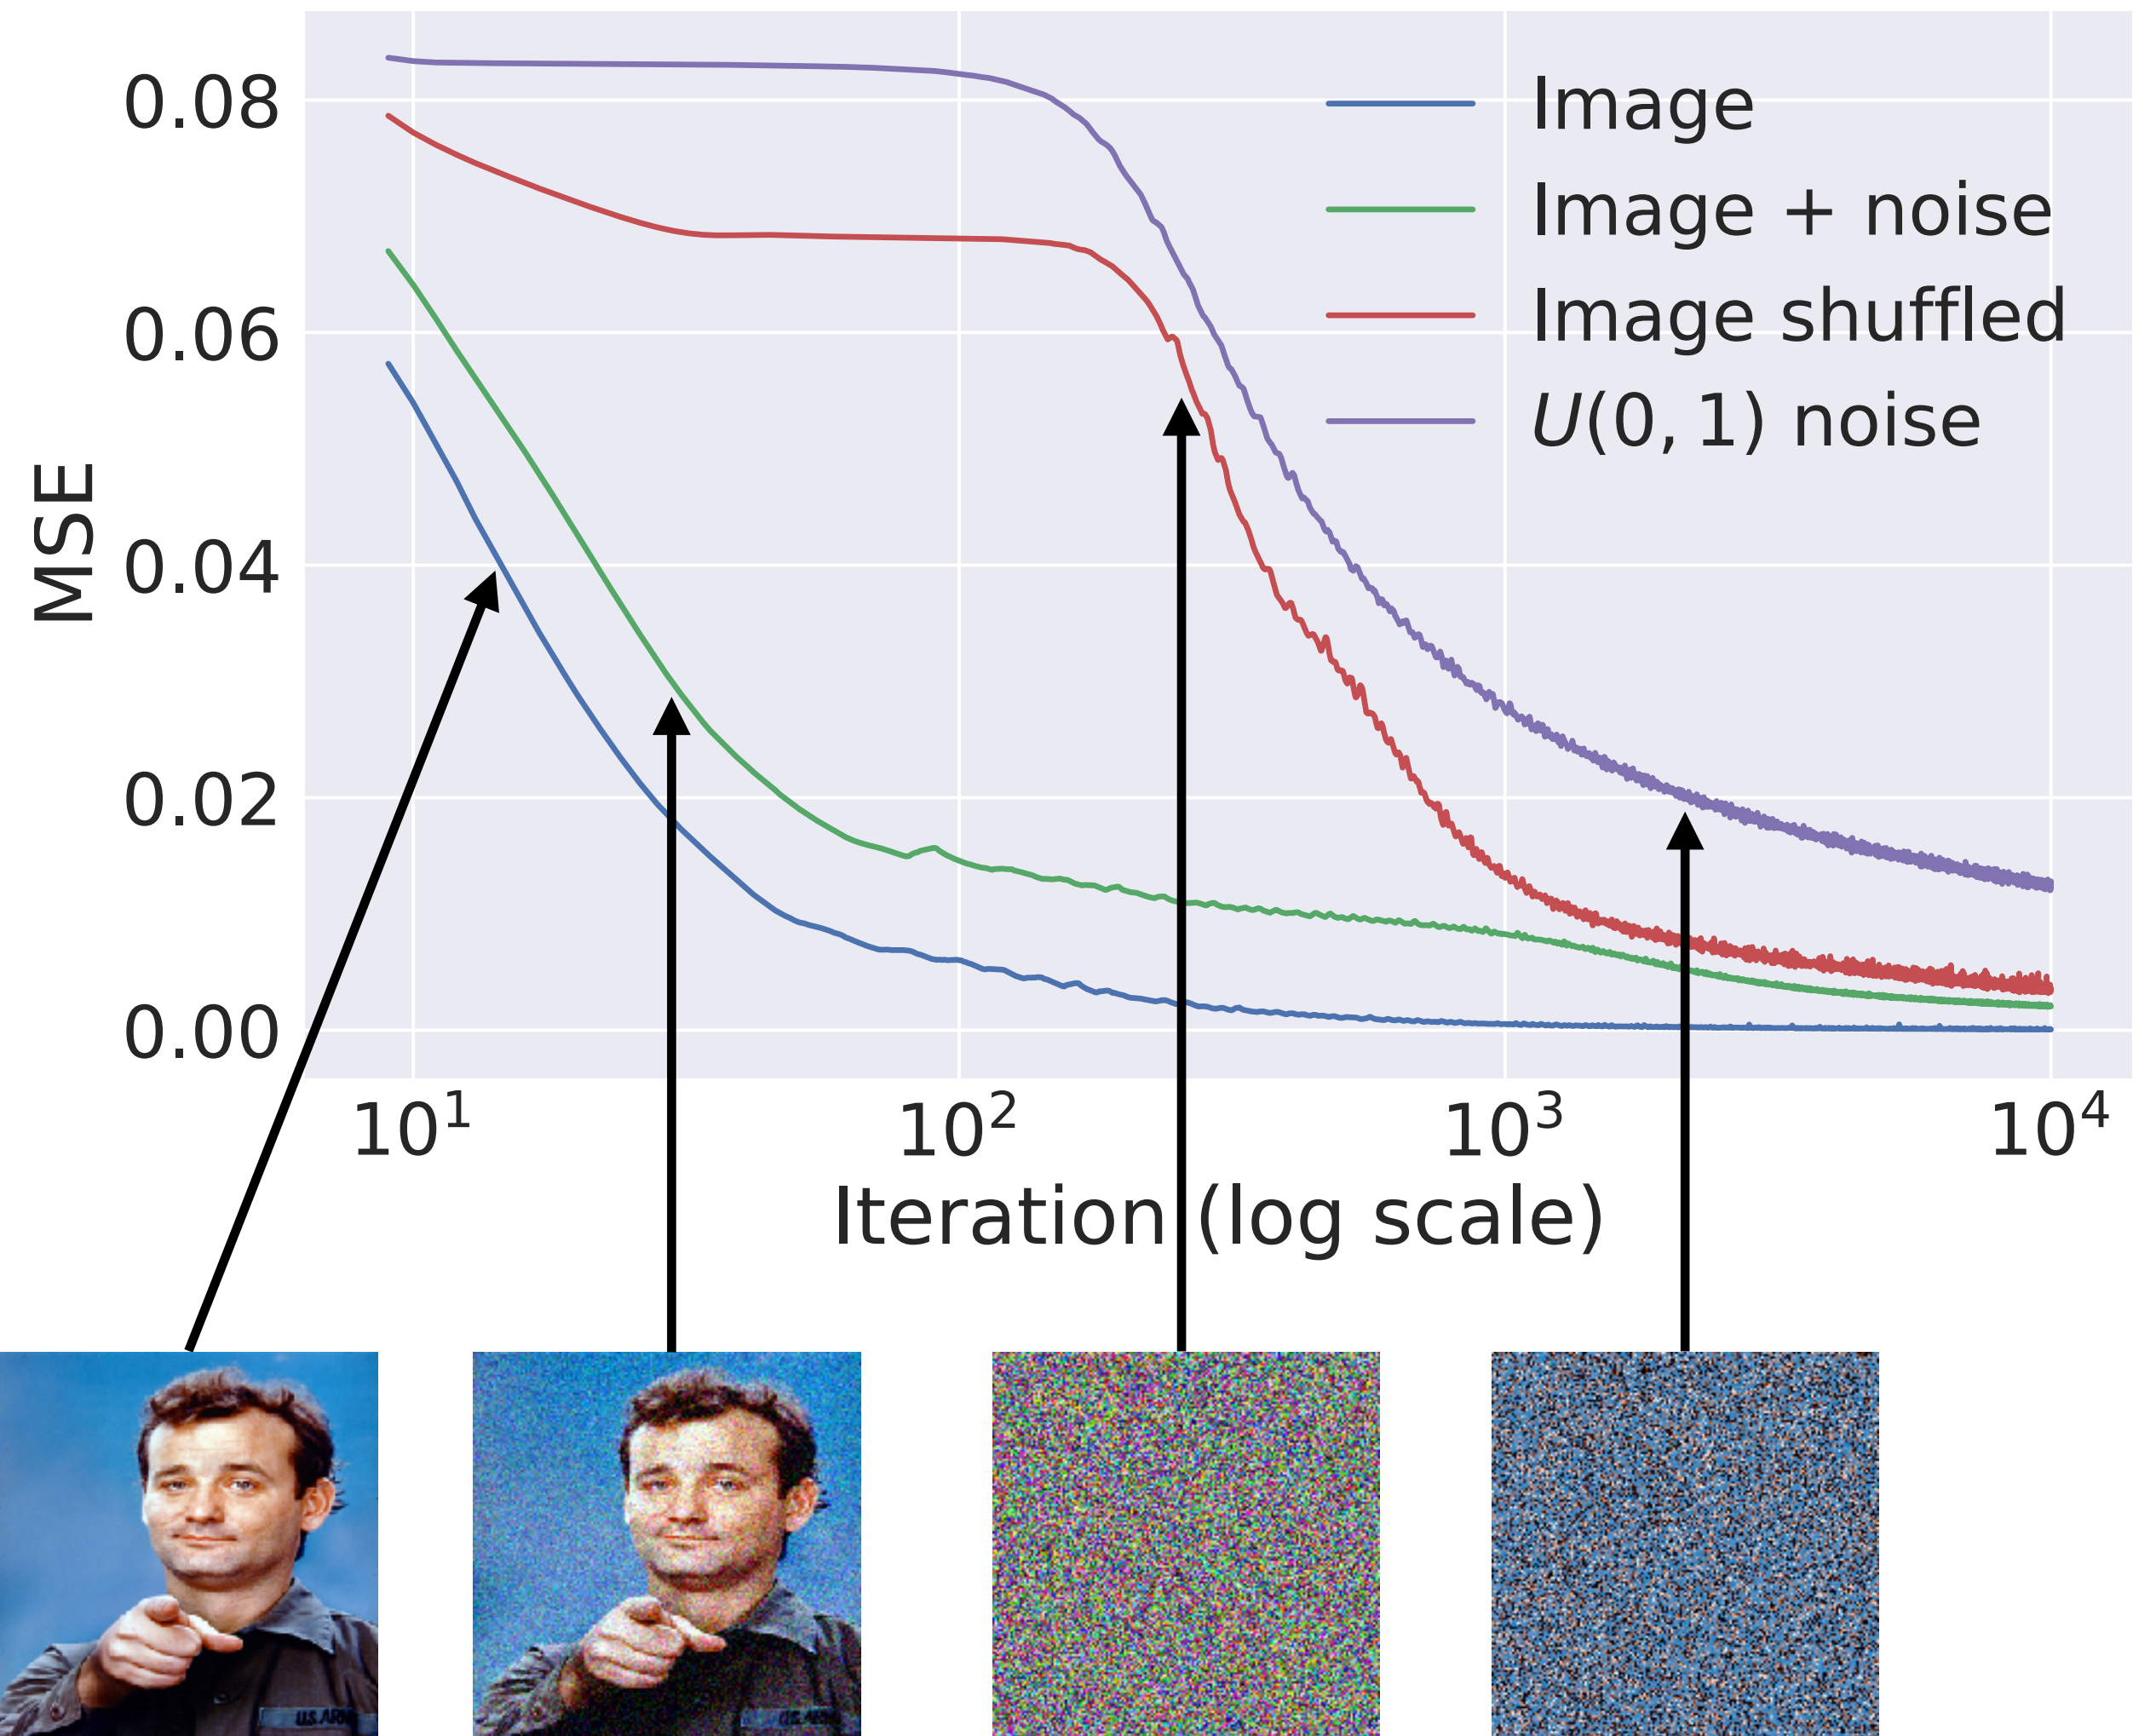 0.08
0.06
0.04
0.02
0.00
MSE
Image
Image + noise
Image shuffled
U(0, 1) noise
10¹
10²
10³
10⁴
Iteration (log scale)
U.S. ARM